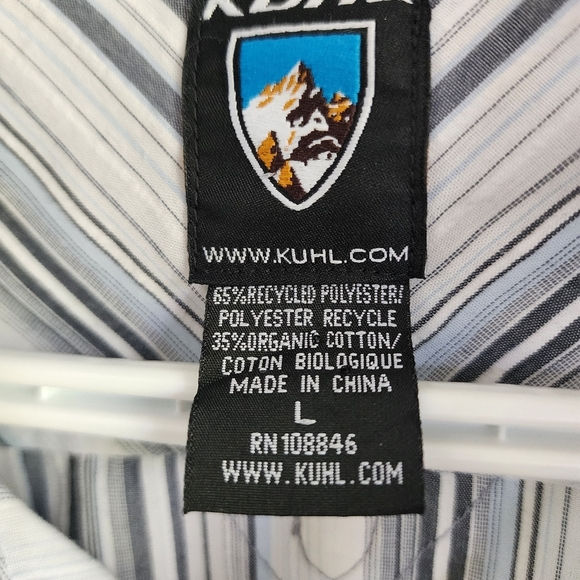 WWW.KUHL.COM
65%RECYCLED POLYESTER/
POLYESTER RECYCLE
35%ORGANIC COTTON/
COTON BIOLOGIQUE
MADE IN CHINA
L
RN108846
WWW.KUHL.COM